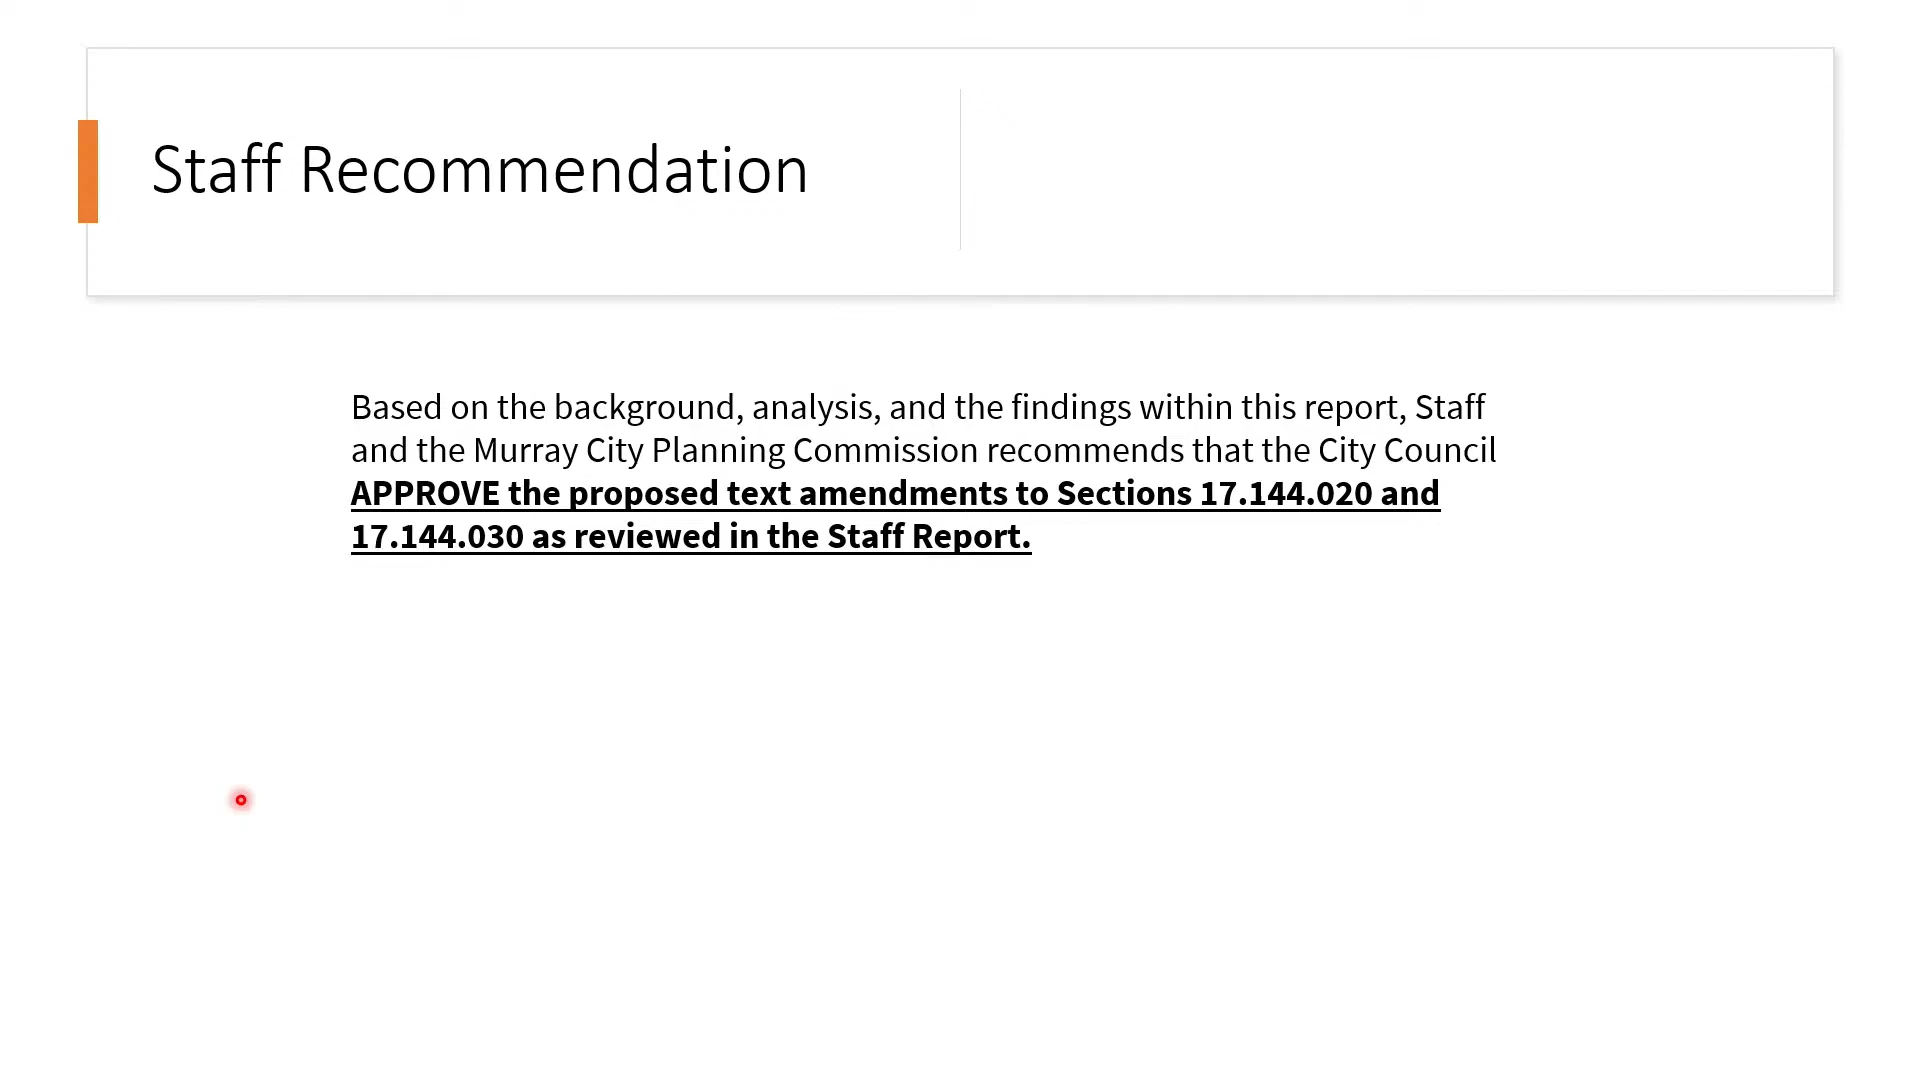 Staff Recommendation
Based on the background, analysis, and the findings within this report, Staff
and the Murray City Planning Commission recommends that the City Council
APPROVE the proposed text amendments to Sections 17.144.020 and
17.144.030 as reviewed in the Staff Report.